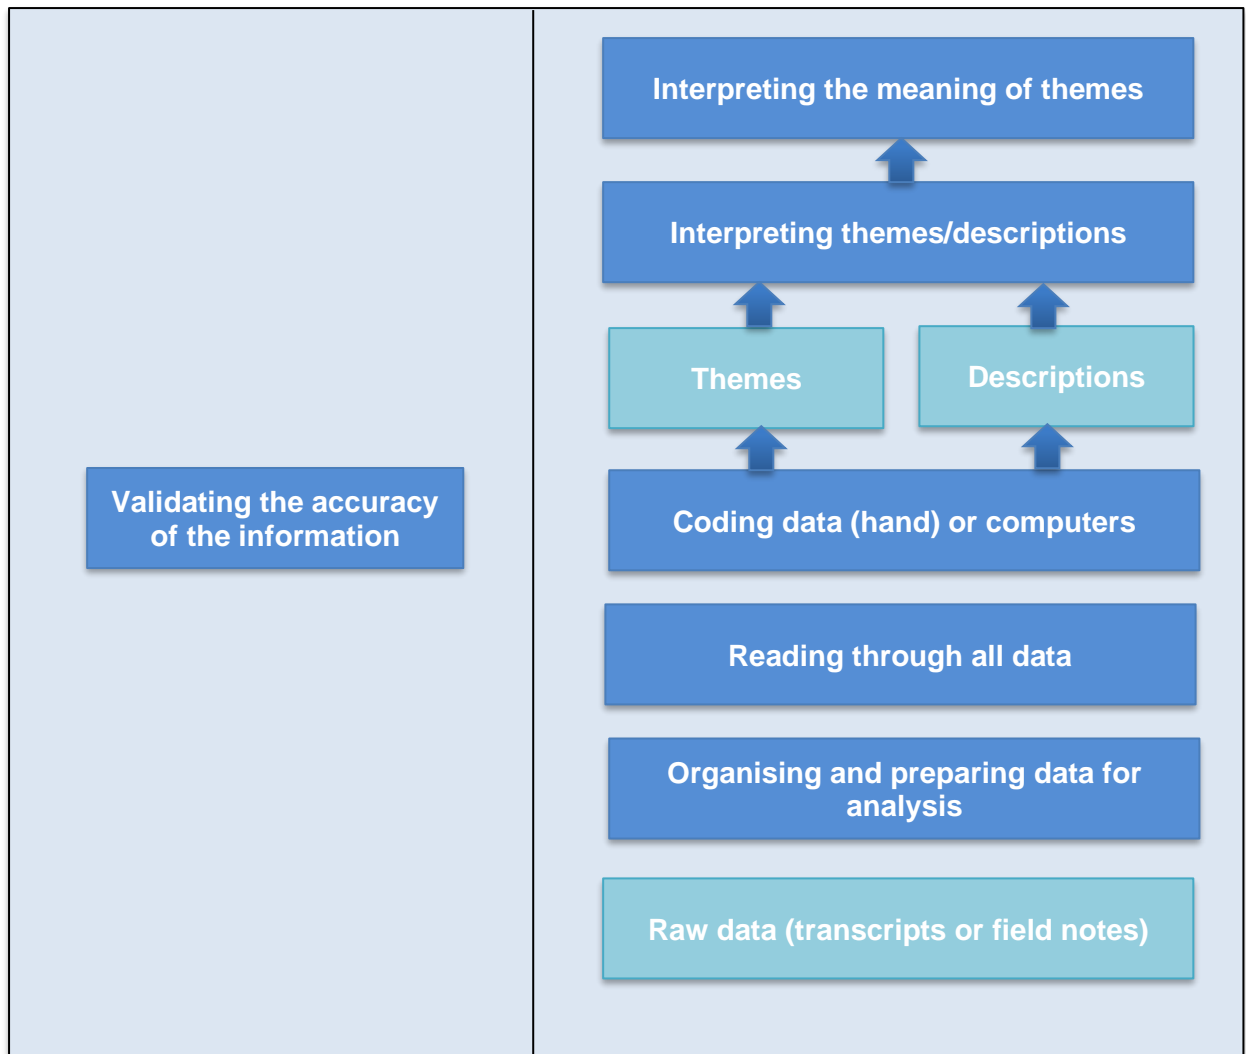 Validating the accuracy
of the information
Interpreting the meaning of themes
Interpreting themes/descriptions
Themes
Descriptions
Coding data (hand) or computers
Reading through all data
Organising and preparing data for
analysis
Raw data (transcripts or field notes)